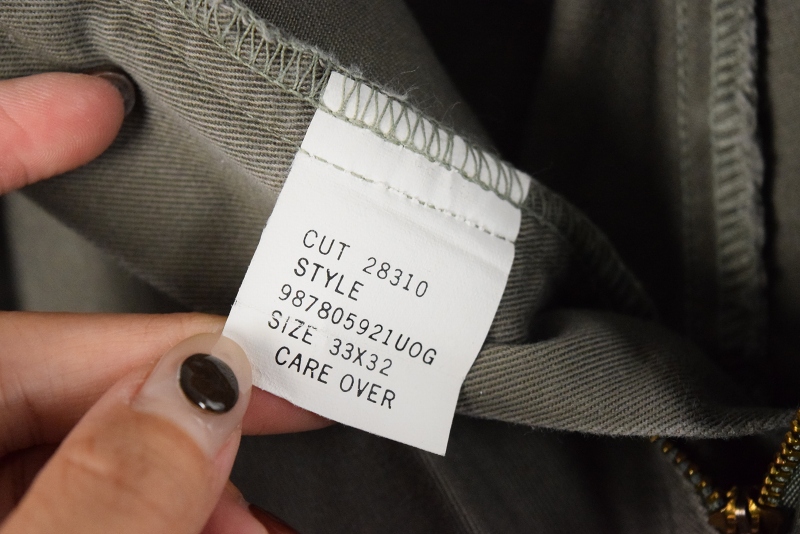 CUT 28310
STYLE
987805921UOG
SIZE 33X32
CARE OVER